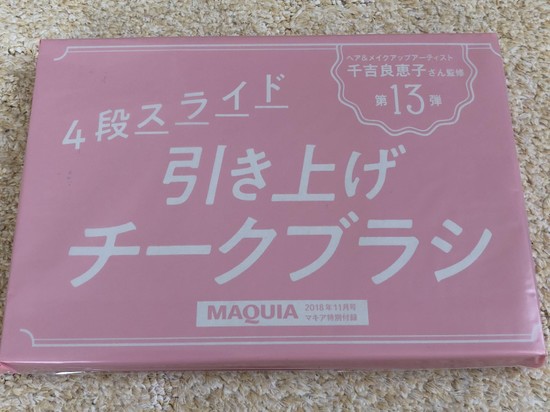 ヘア&メイクアップアーティスト
千吉良恵子さん監修
第13弾
4段スライド
引き上げ
チークブラシ
MAQUIA
2018年11月号
マキア特別付録